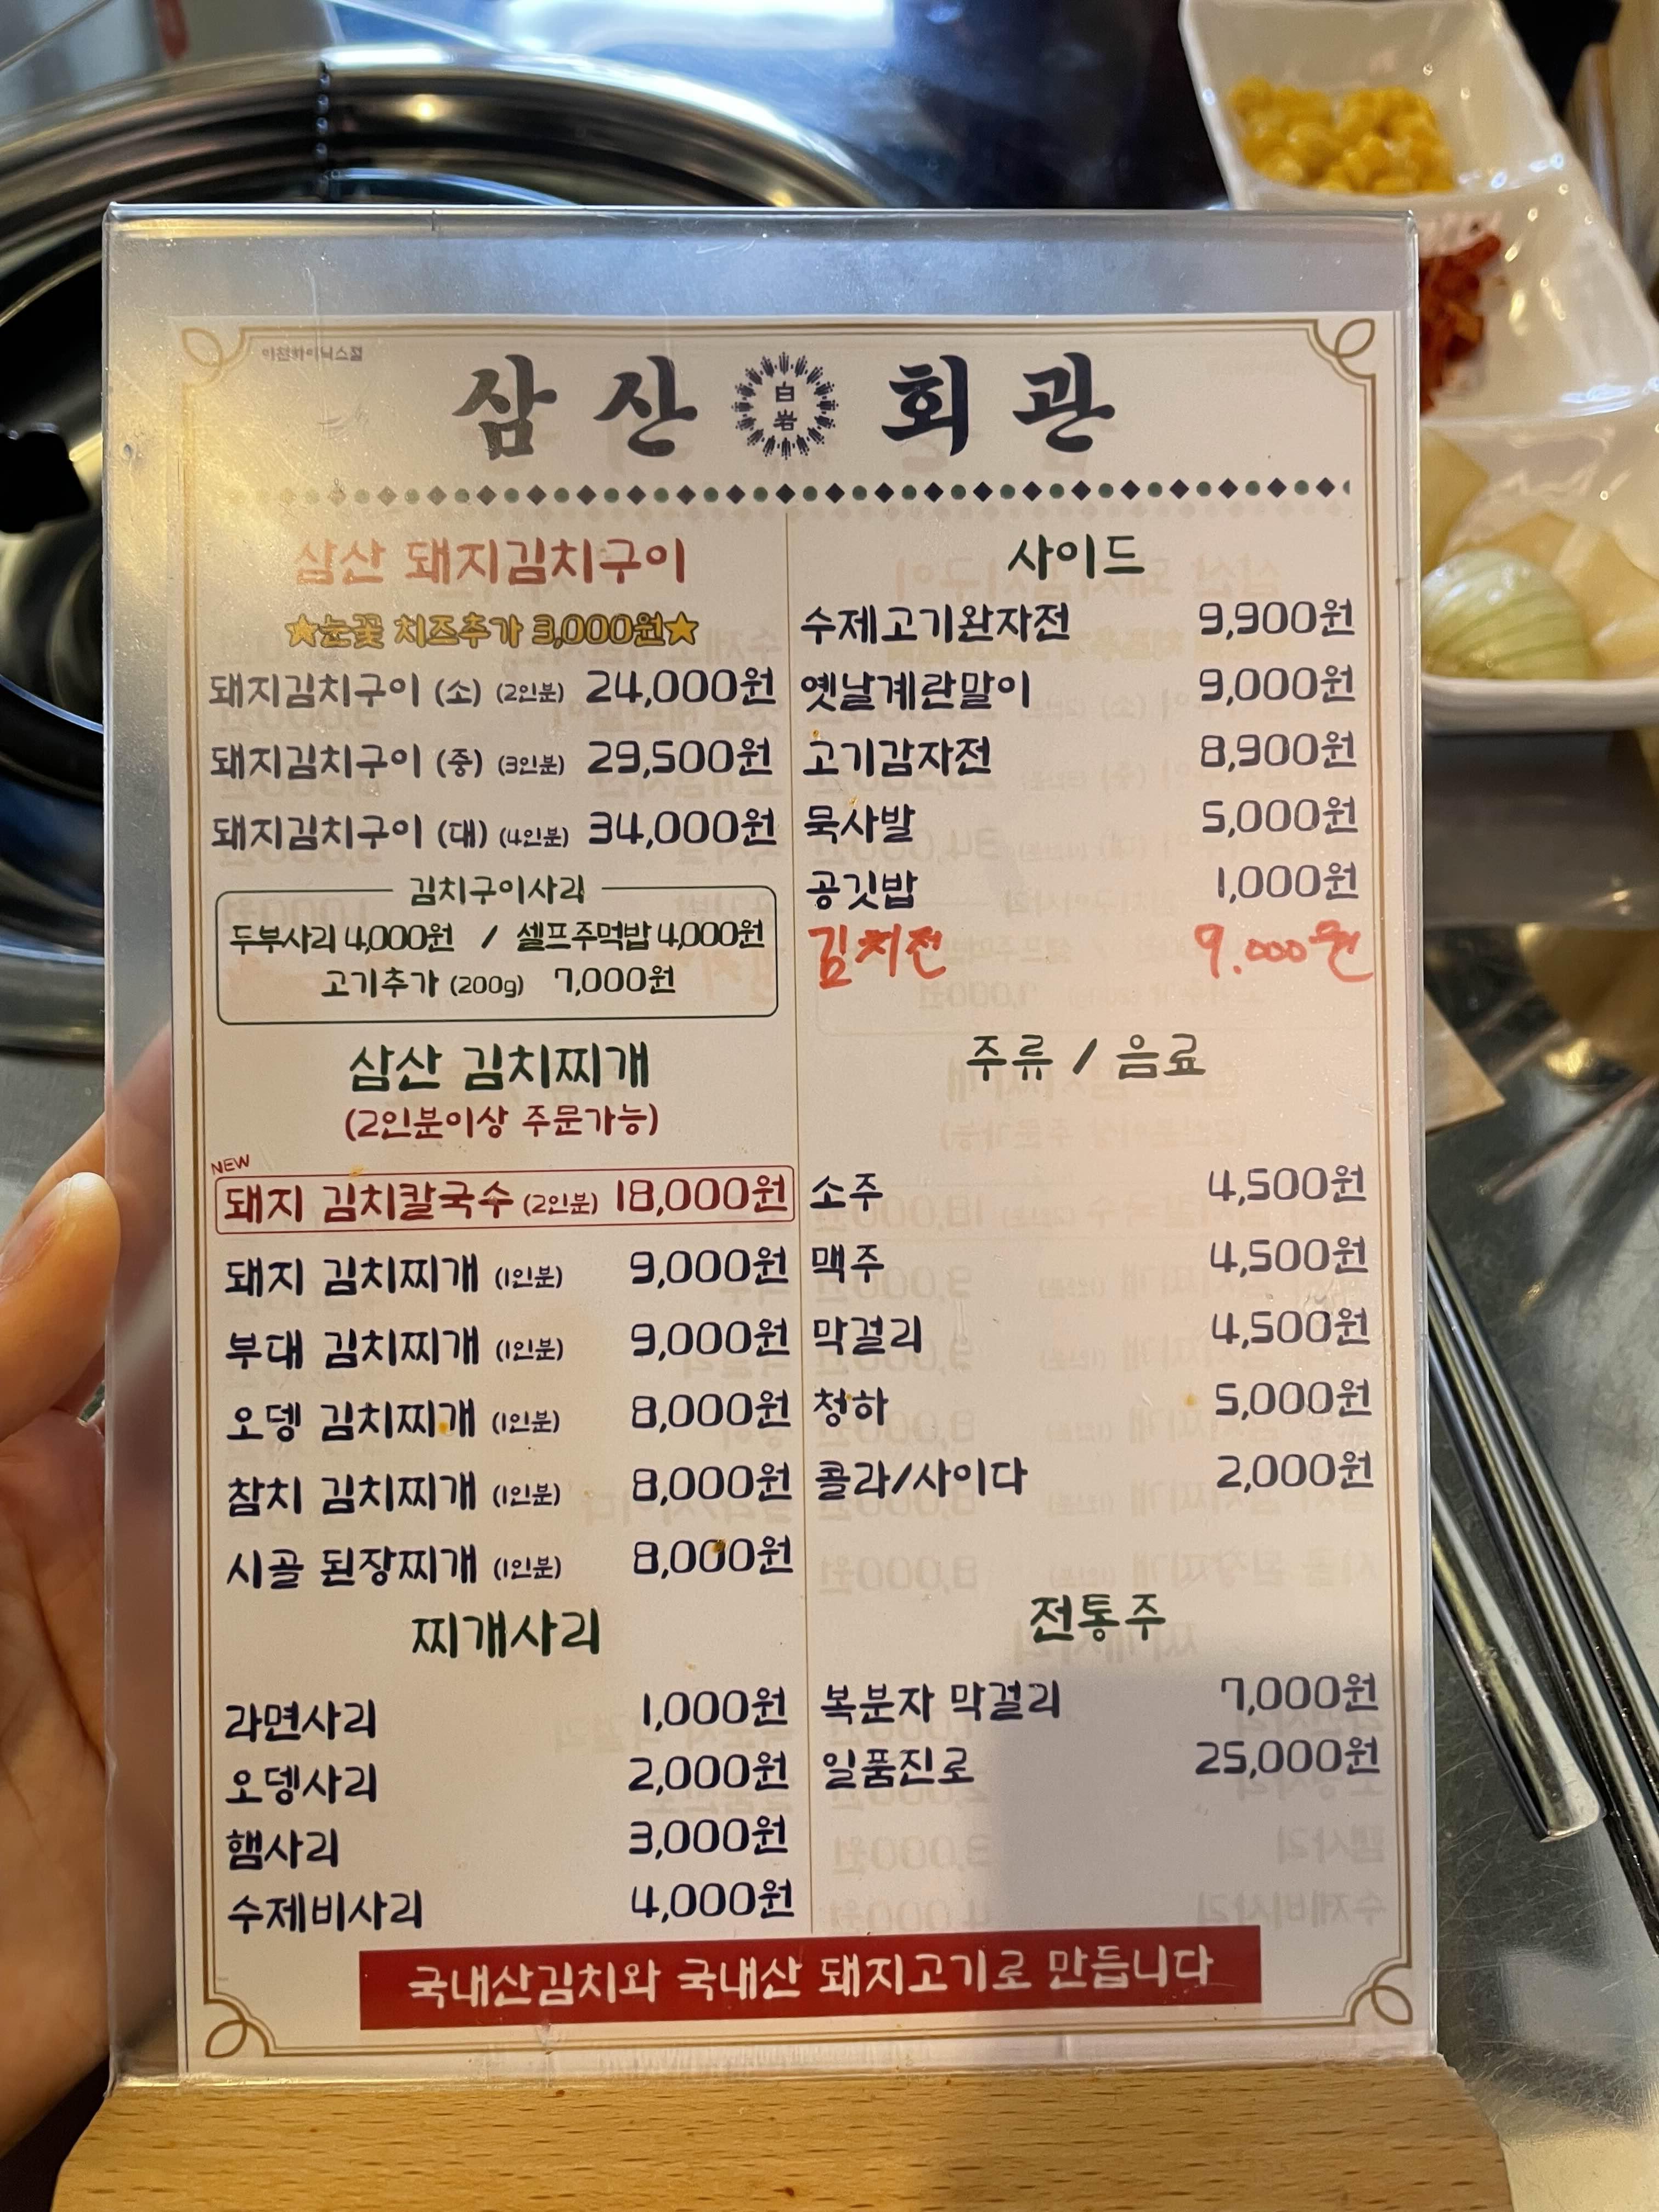 이천하이닉스점
삼산 白岩 회관
삼산 돼지김치구이
★눈꽃 치즈추가 3,000원★
돼지김치구이 (소) (2인분) 24,000원
돼지김치구이 (중) (3인분) 29,500원
돼지김치구이 (대) (4인분) 34,000원
김치구이사리
두부사리 4,000원 / 셀프주먹밥 4,000원
고기추가 (200g) 7,000원
삼산 김치찌개
(2인분이상 주문가능)
NEW
돼지 김치칼국수 (2인분) 18,000원
돼지 김치찌개 (1인분) 9,000원
부대 김치찌개 (1인분) 9,000원
오뎅 김치찌개 (1인분) 8,000원
참치 김치찌개 (1인분) 8,000원
시골 된장찌개 (1인분) 8,000원
찌개사리
라면사리 1,000원
오뎅사리 2,000원
햄사리 3,000원
수제비사리 4,000원
사이드
수제고기완자전 9,900원
옛날계란말이 9,000원
고기감자전 8,900원
묵사발 5,000원
공깃밥 1,000원
김치전 9.000원
주류 / 음료
소주 4,500원
맥주 4,500원
막걸리 4,500원
청하 5,000원
콜라/사이다 2,000원
전통주
복분자 막걸리 7,000원
일품진로 25,000원
국내산김치와 국내산 돼지고기로 만듭니다